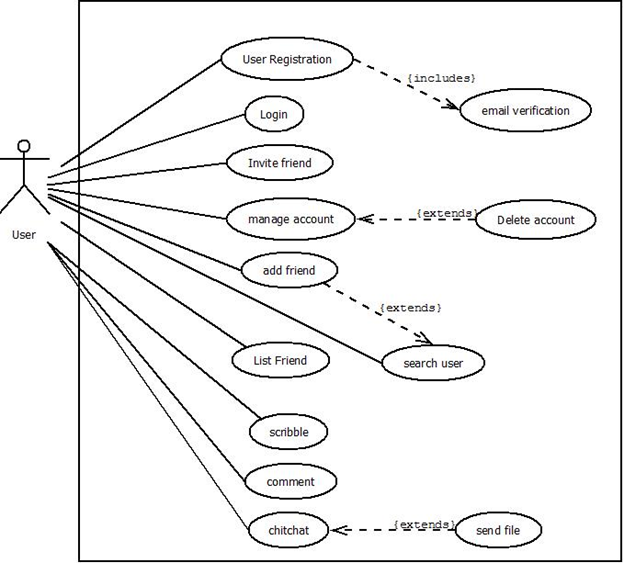 User Registration
{includes}
email verification
Login
Invite friend
manage account
{extends}
Delete account
User
add friend
{extends}
List Friend
search user
scribble
comment
chitchat
{extends}
send file